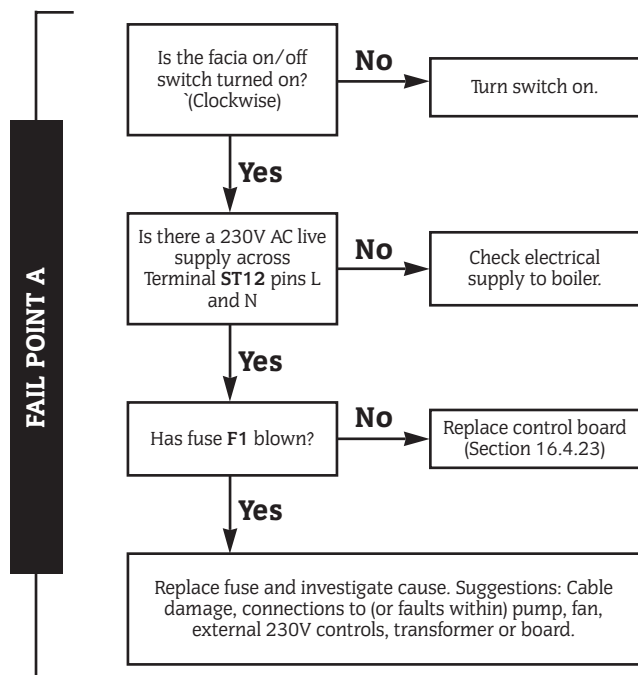 FAIL POINT A
Is the facia on/off
switch turned on?
`(Clockwise)
No
Turn switch on.
Yes
Is there a 230V AC live
supply across
Terminal ST12 pins L
and N
No
Check electrical
supply to boiler.
Yes
Has fuse F1 blown?
No
Replace control board
(Section 16.4.23)
Yes
Replace fuse and investigate cause. Suggestions: Cable
damage, connections to (or faults within) pump, fan,
external 230V controls, transformer or board.